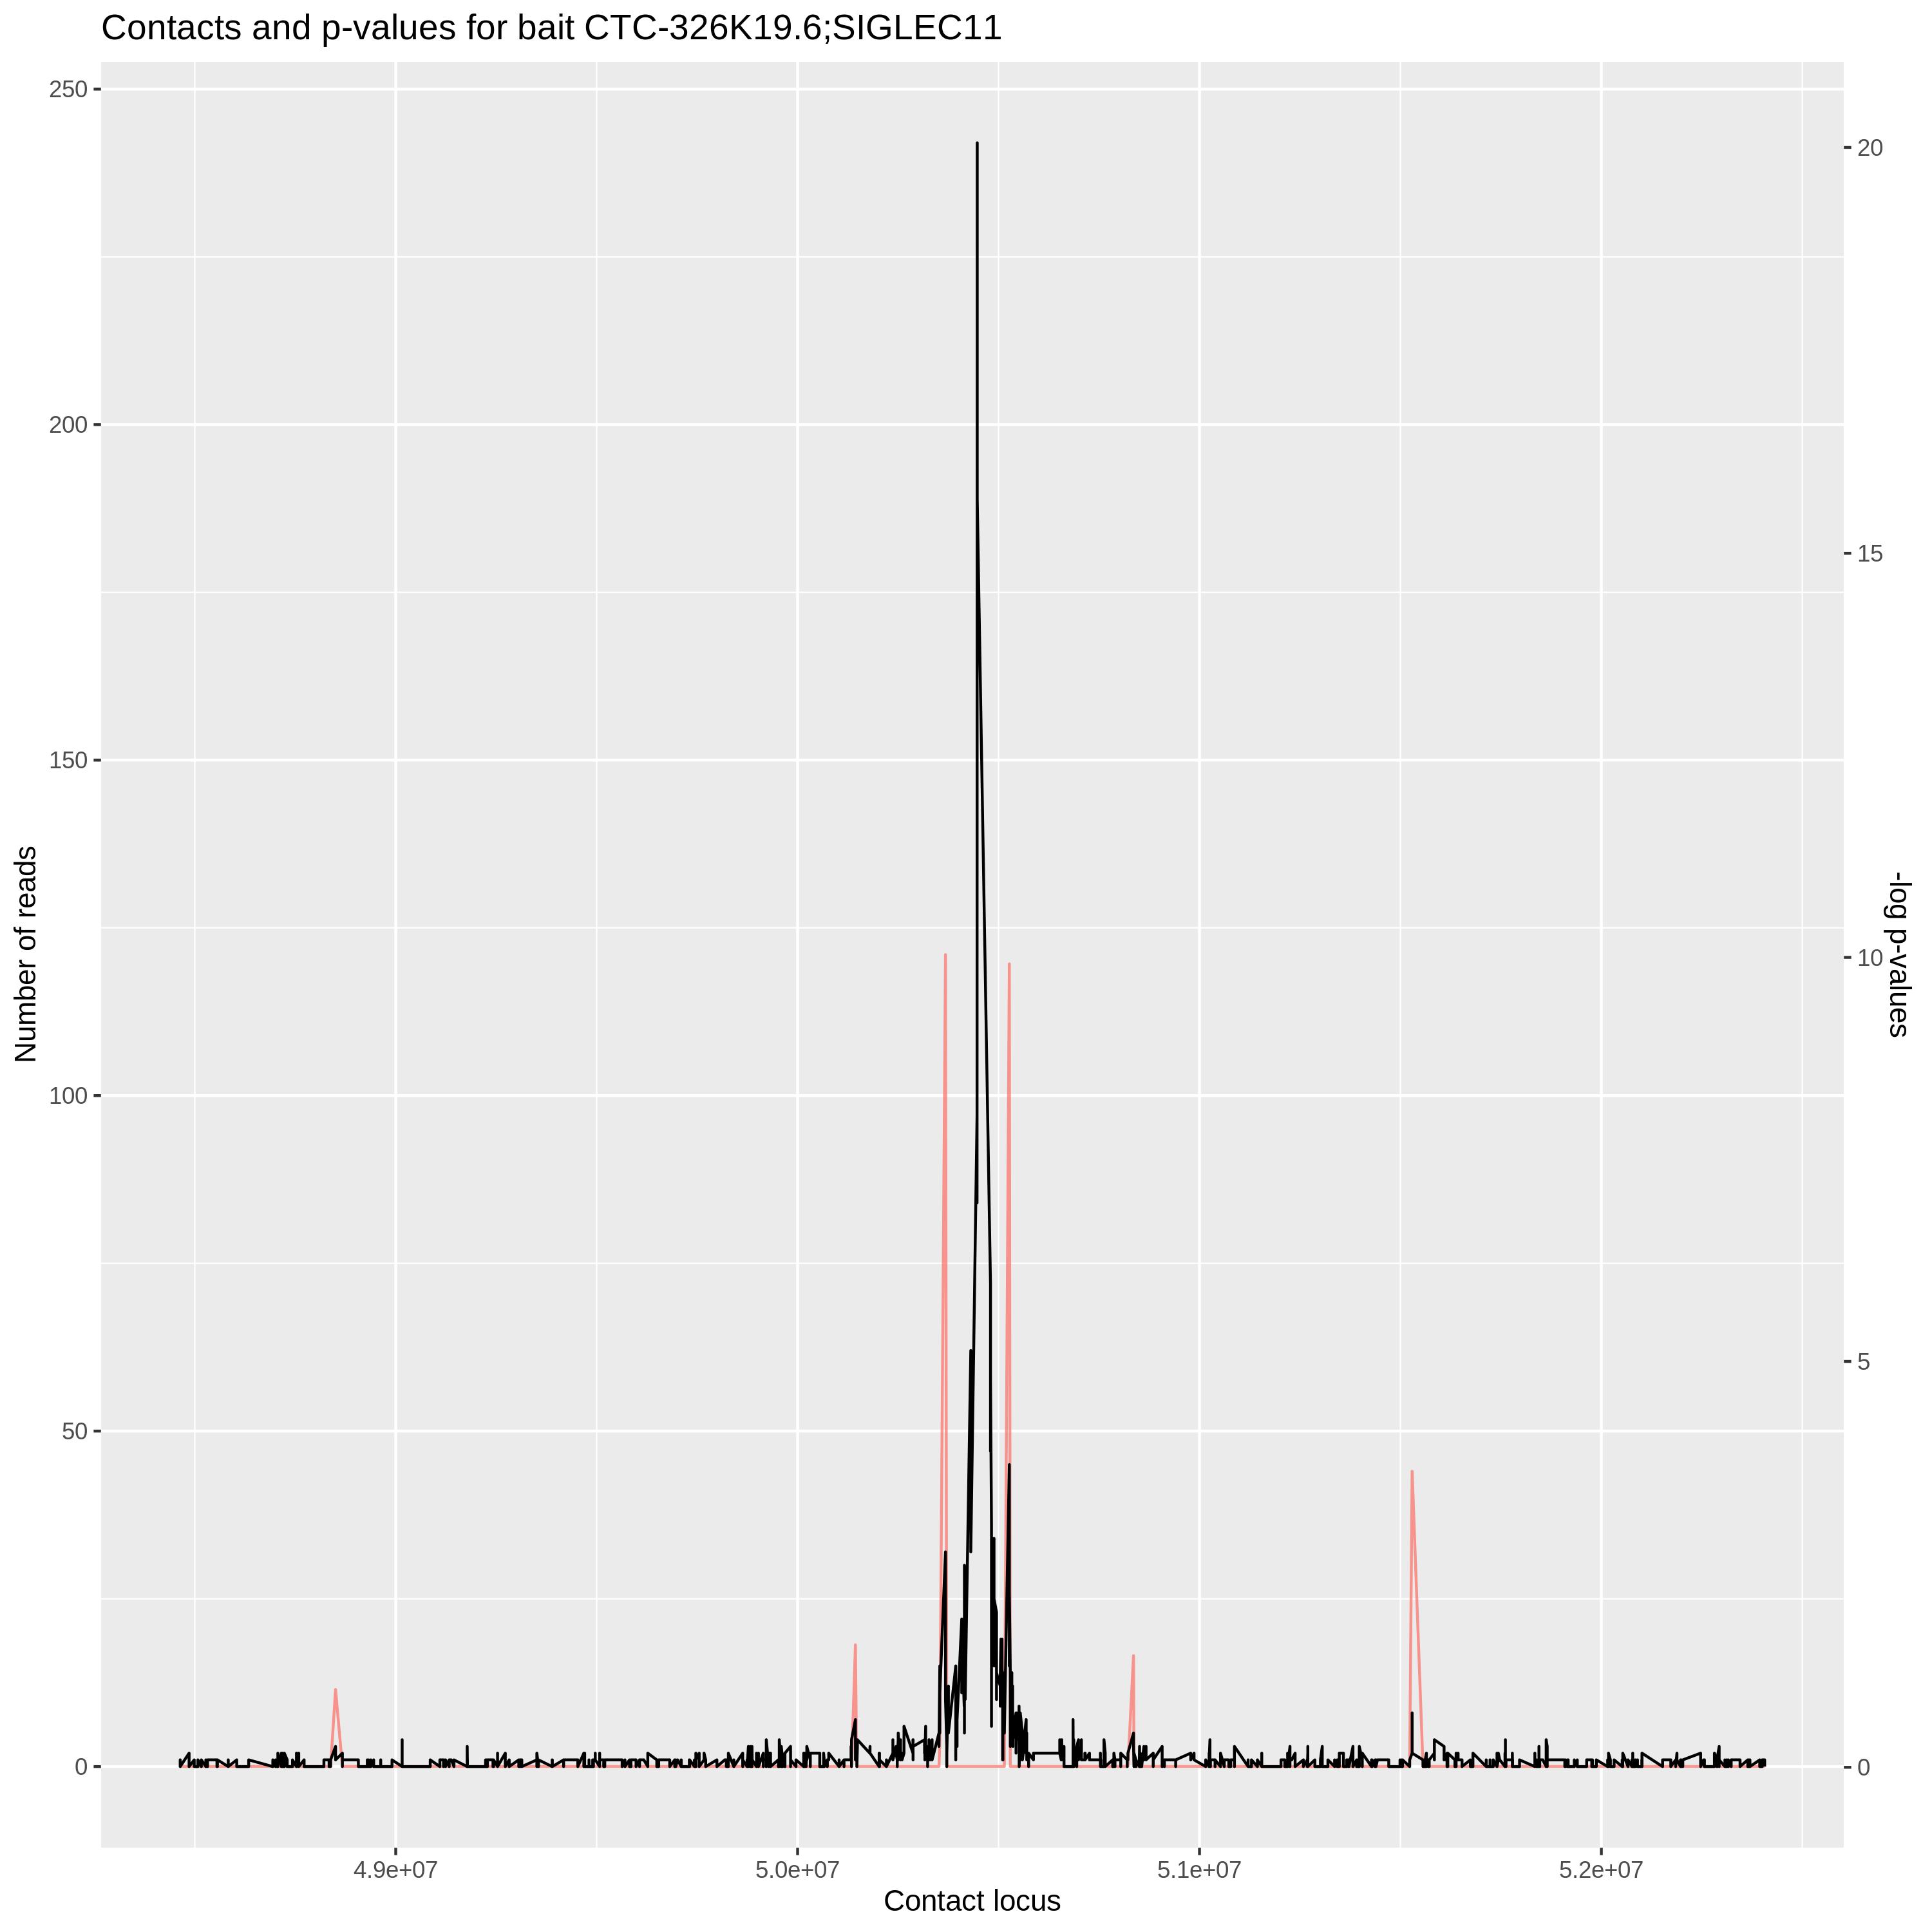 Contacts and p-values for bait CTC-326K19.6;SIGLEC11
250
200
150
100
50
0
Number of reads
20
15
10
5
0
-log p-values
4.9e+07
5.0e+07
5.1e+07
5.2e+07
Contact locus